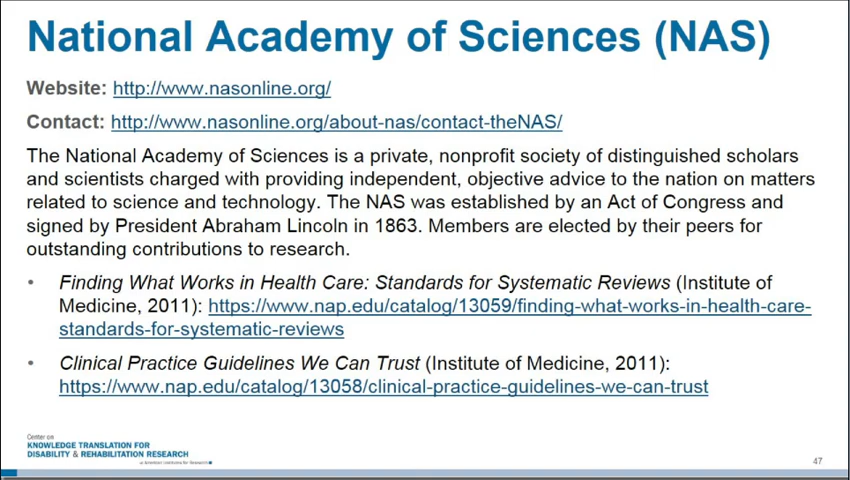 National Academy of Sciences (NAS)
Website: http://www.nasonline.org/
Contact: http://www.nasonline.org/about-nas/contact-theNAS/
The National Academy of Sciences is a private, nonprofit society of distinguished scholars
and scientists charged with providing independent, objective advice to the nation on matters
related to science and technology. The NAS was established by an Act of Congress and
signed by President Abraham Lincoln in 1863. Members are elected by their peers for
outstanding contributions to research.
• Finding What Works in Health Care: Standards for Systematic Reviews (Institute of
Medicine, 2011): https://www.nap.edu/catalog/13059/finding-what-works-in-health-care-
standards-for-systematic-reviews
• Clinical Practice Guidelines We Can Trust (Institute of Medicine, 2011):
https://www.nap.edu/catalog/13058/clinical-practice-guidelines-we-can-trust
Center on
KNOWLEDGE TRANSLATION FOR
DISABILITY & REHABILITATION RESEARCH
at American Institutes for Research
47